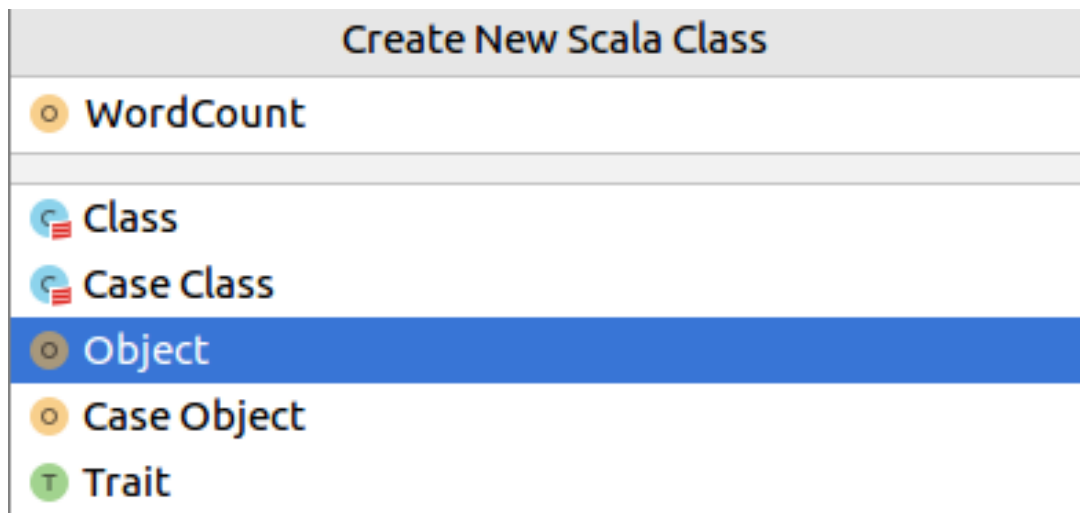 Create New Scala Class
O WordCount
C Class
C Case Class
O Object
O Case Object
T Trait